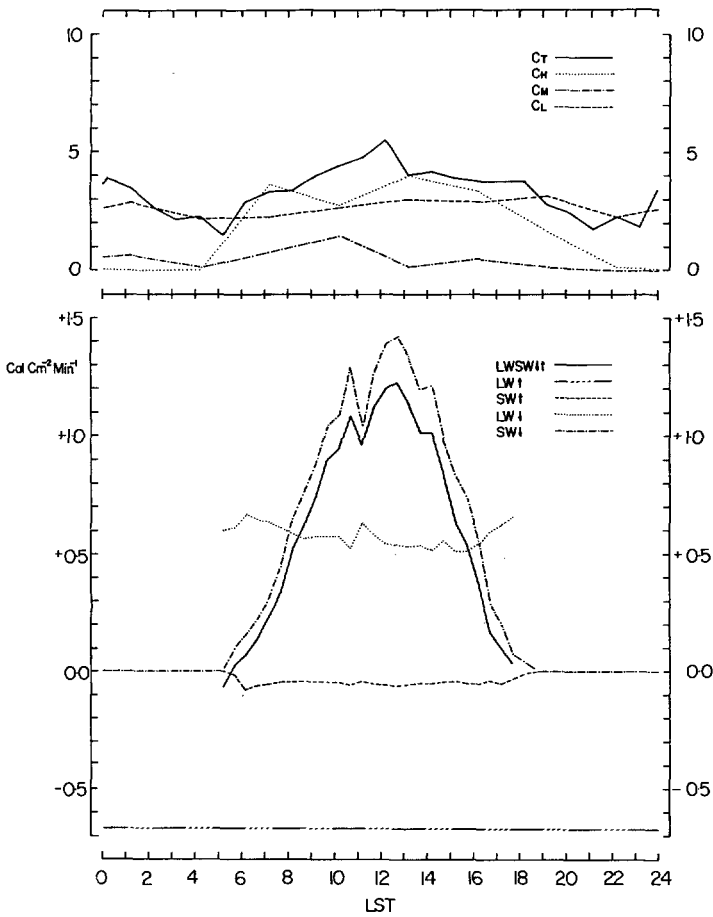 10 10
CT
CH
CM
CL
5 5
0 0
+1.5 +1.5
Cal Cm⁻² Min⁻¹
LWSW↓↑
LW↑
SW↑
LW↓
SW↓
+1.0 +1.0
+0.5 +0.5
0.0 0.0
-0.5 -0.5
0 2 4 6 8 10 12 14 16 18 20 22 24
LST